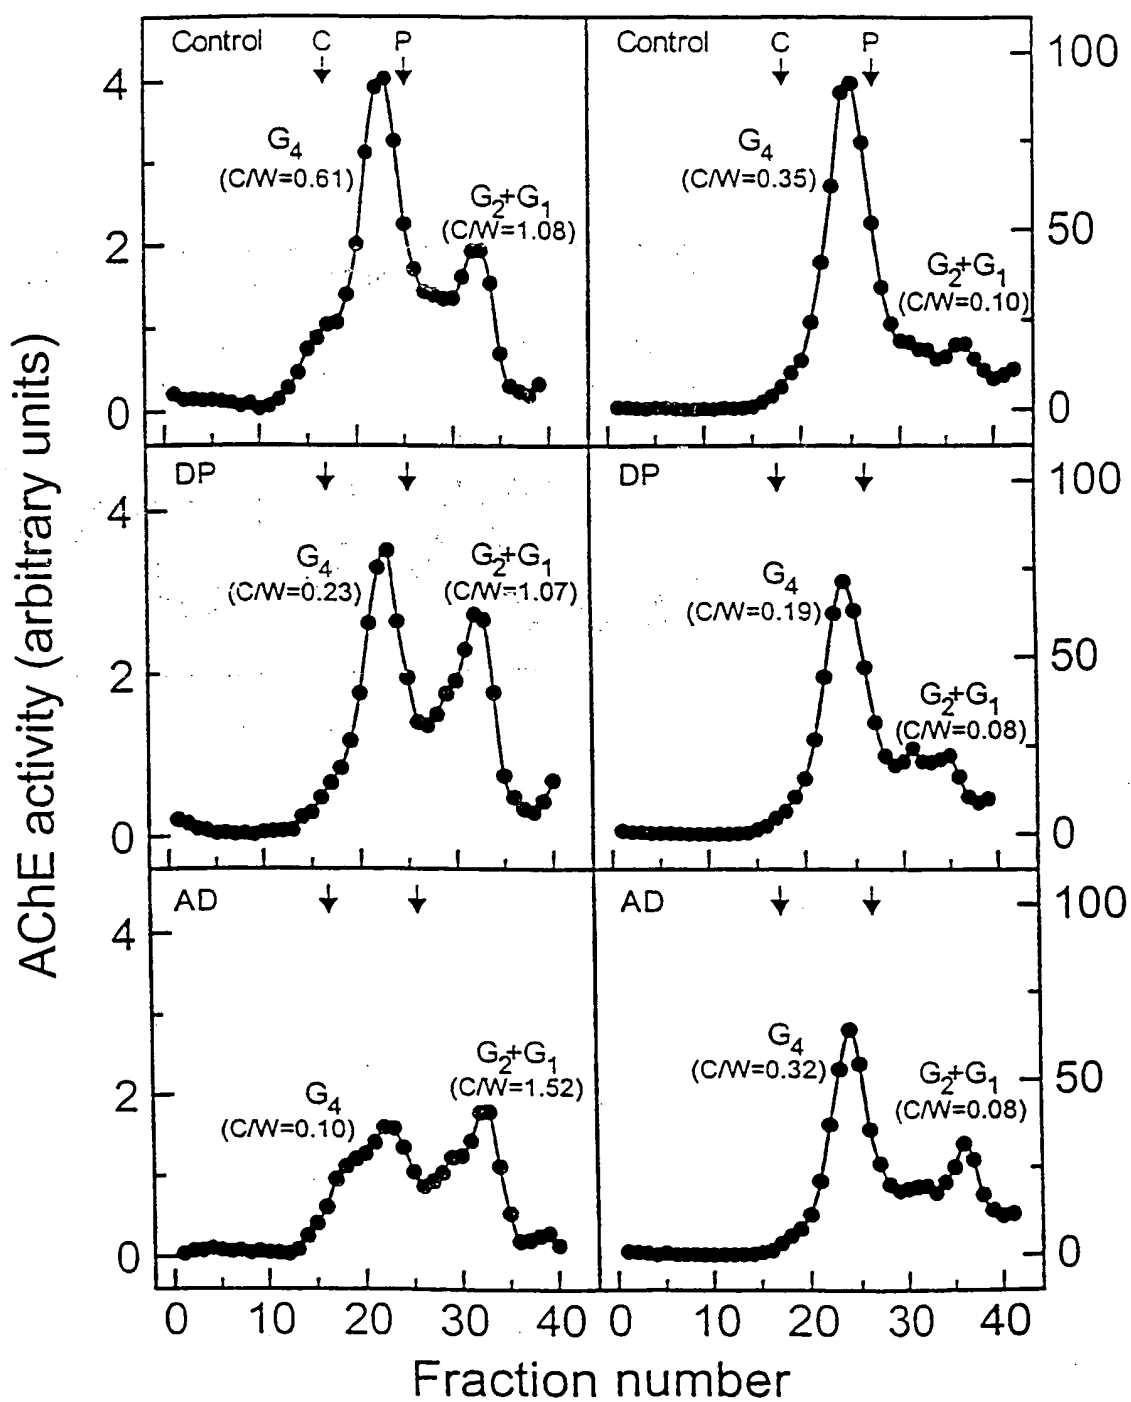 Control C P
4
G4
(C/W=0.61)
G2+G1
(C/W=1.08)
2
0
Control C P
100
G4
(C/W=0.35)
50
G2+G1
(C/W=0.10)
0
DP
4
G4
(C/W=0.23)
G2+G1
(C/W=1.07)
2
0
DP
100
G4
(C/W=0.19)
50
G2+G1
(C/W=0.08)
0
AD
4
G4
(C/W=0.10)
G2+G1
(C/W=1.52)
2
0
AD
100
G4
(C/W=0.32)
50
G2+G1
(C/W=0.08)
0
0 10 20 30 40 0 10 20 30 40
Fraction number
AChE activity (arbitrary units)